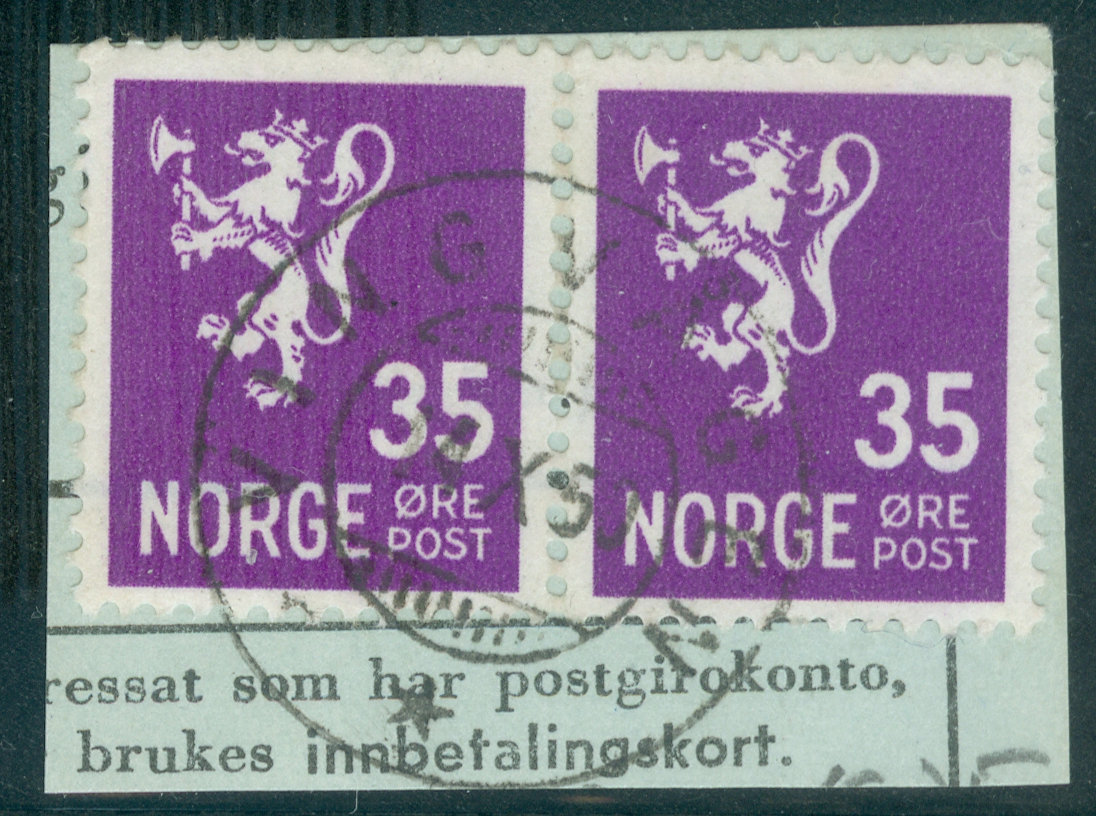 35
NORGE ØRE POST
35
NORGE ØRE POST
ressat som har postgirokonto,
brukes innbetalingskort.